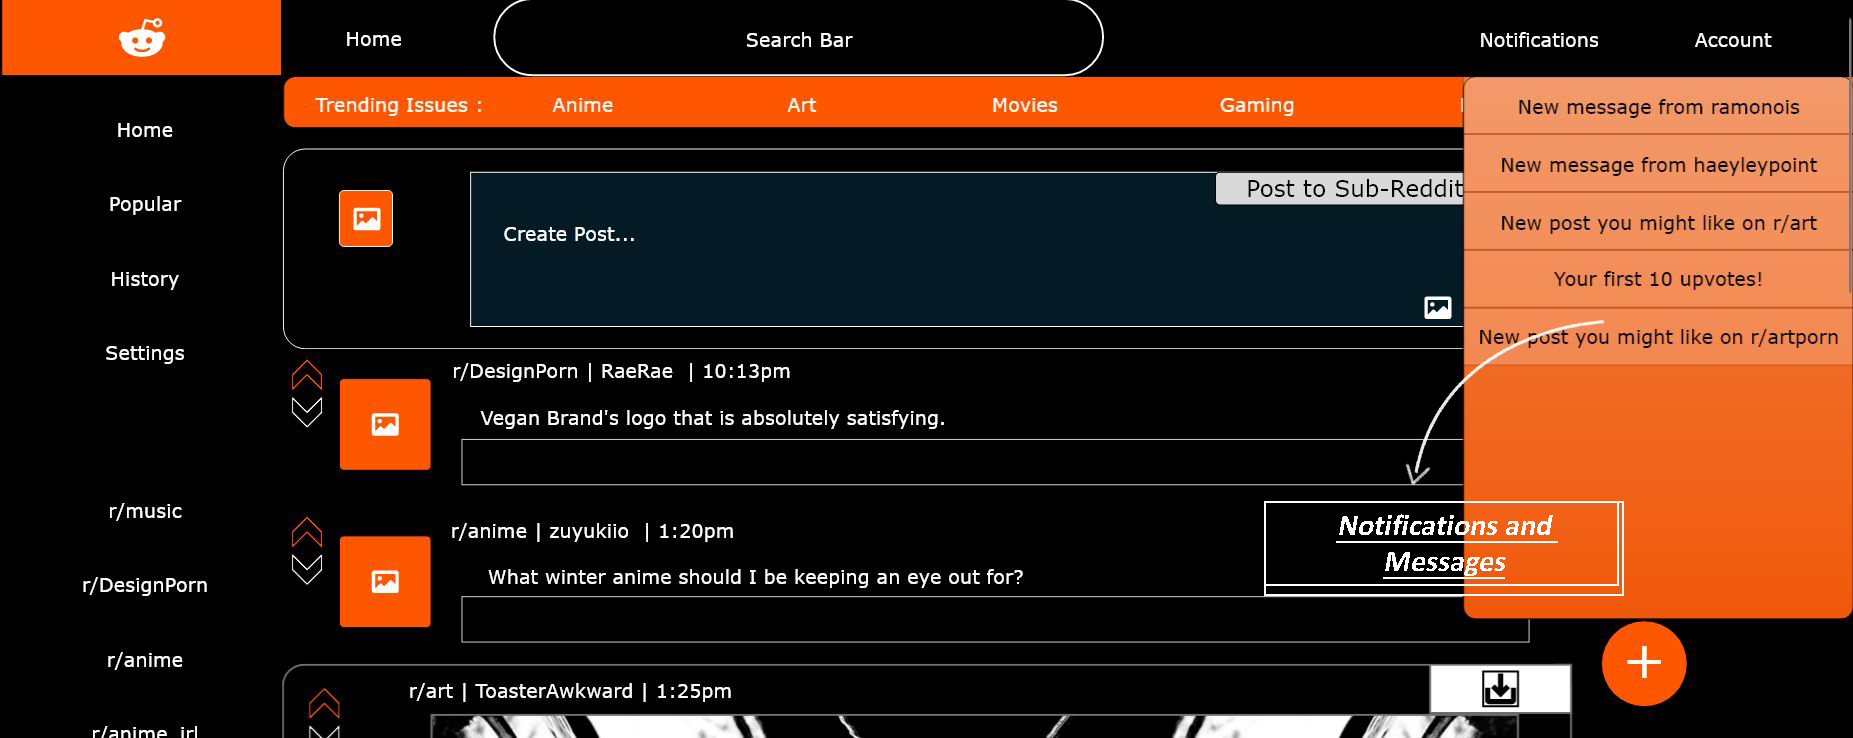 Home
Search Bar
Notifications
Account
Trending Issues :
Anime
Art
Movies
Gaming
Home
Popular
History
Settings
r/music
r/DesignPorn
r/anime
r/anime_irl
Post to Sub-Reddit
Create Post...
r/DesignPorn | RaeRae | 10:13pm
Vegan Brand's logo that is absolutely satisfying.
r/anime | zuyukiio | 1:20pm
What winter anime should I be keeping an eye out for?
r/art | ToasterAwkward | 1:25pm
New message from ramonois
New message from haeyleypoint
New post you might like on r/art
Your first 10 upvotes!
New post you might like on r/artporn
Notifications and
Messages